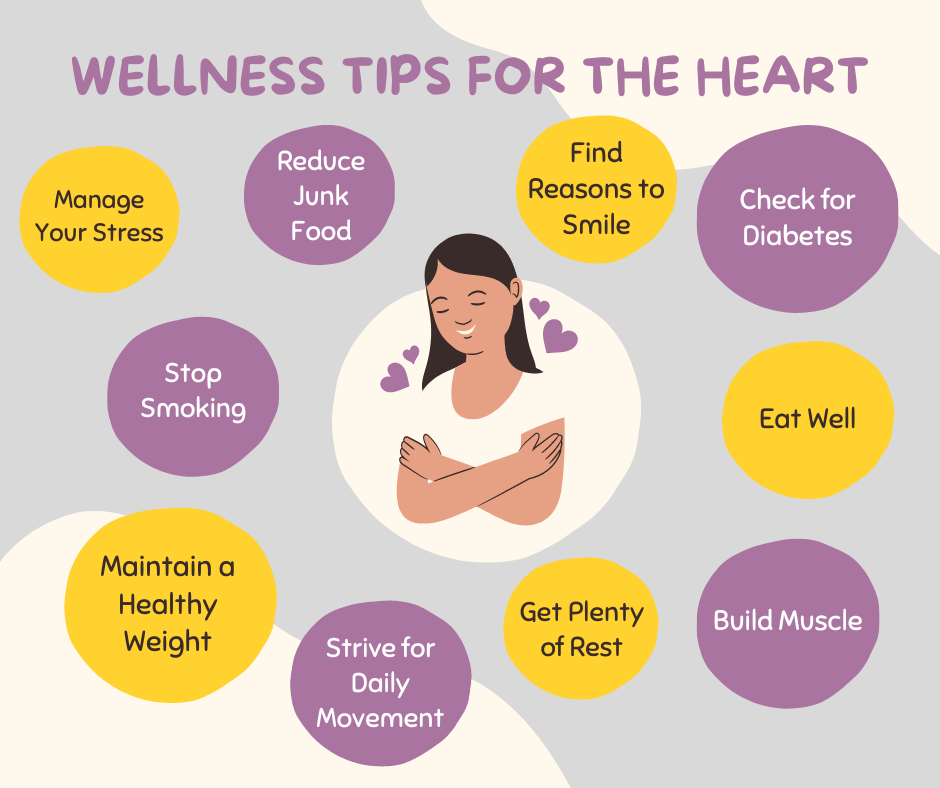 WELLNESS TIPS FOR THE HEART
Manage
Your Stress
Reduce
Junk
Food
Find
Reasons to
Smile
Check for
Diabetes
Stop
Smoking
Eat Well
Maintain a
Healthy
Weight
Strive for
Daily
Movement
Get Plenty
of Rest
Build Muscle